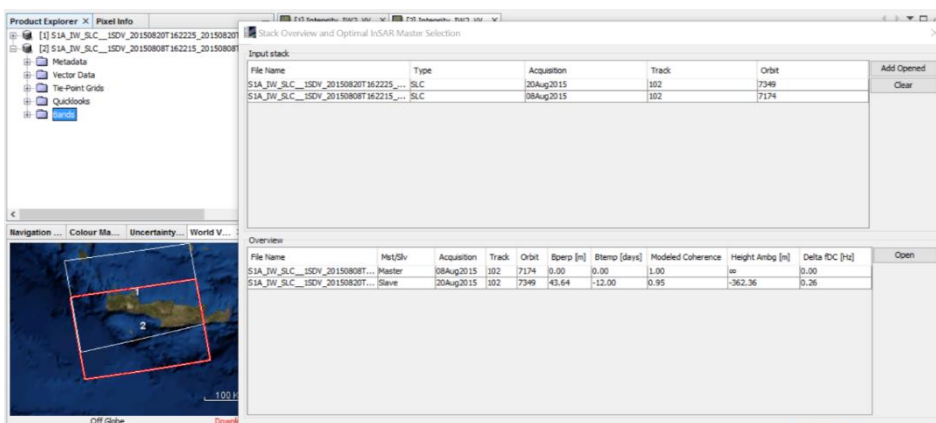 Product Explorer × Pixel Info
[1] Intensity_IW2_VV... × [2] Intensity_IW2_VV... ×
[1] S1A_IW_SLC__1SDV_20150820T162225_20150820T
[2] S1A_IW_SLC__1SDV_20150808T162215_20150808T
Metadata
Vector Data
Tie-Point Grids
Quicklooks
Bands
Stack Overview and Optimal InSAR Master Selection
Input stack
File Name Type Acquisition Track Orbit
S1A_IW_SLC__1SDV_20150820T162225_... SLC 20Aug2015 102 7349
S1A_IW_SLC__1SDV_20150808T162215_... SLC 08Aug2015 102 7174
Add Opened
Clear
Navigation ... Colour Ma... Uncertainty... World V...
1
2
100 K
Off Globe Downl
Overview
File Name Mst/Slv Acquisition Track Orbit Bperp [m] Btemp [days] Modeled Coherence Height Ambg [m] Delta fDC [Hz]
S1A_IW_SLC__1SDV_20150808T... Master 08Aug2015 102 7174 0.00 0.00 1.00 ∞ 0.00
S1A_IW_SLC__1SDV_20150820T... Slave 20Aug2015 102 7349 43.64 -12.00 0.95 -362.36 0.26
Open